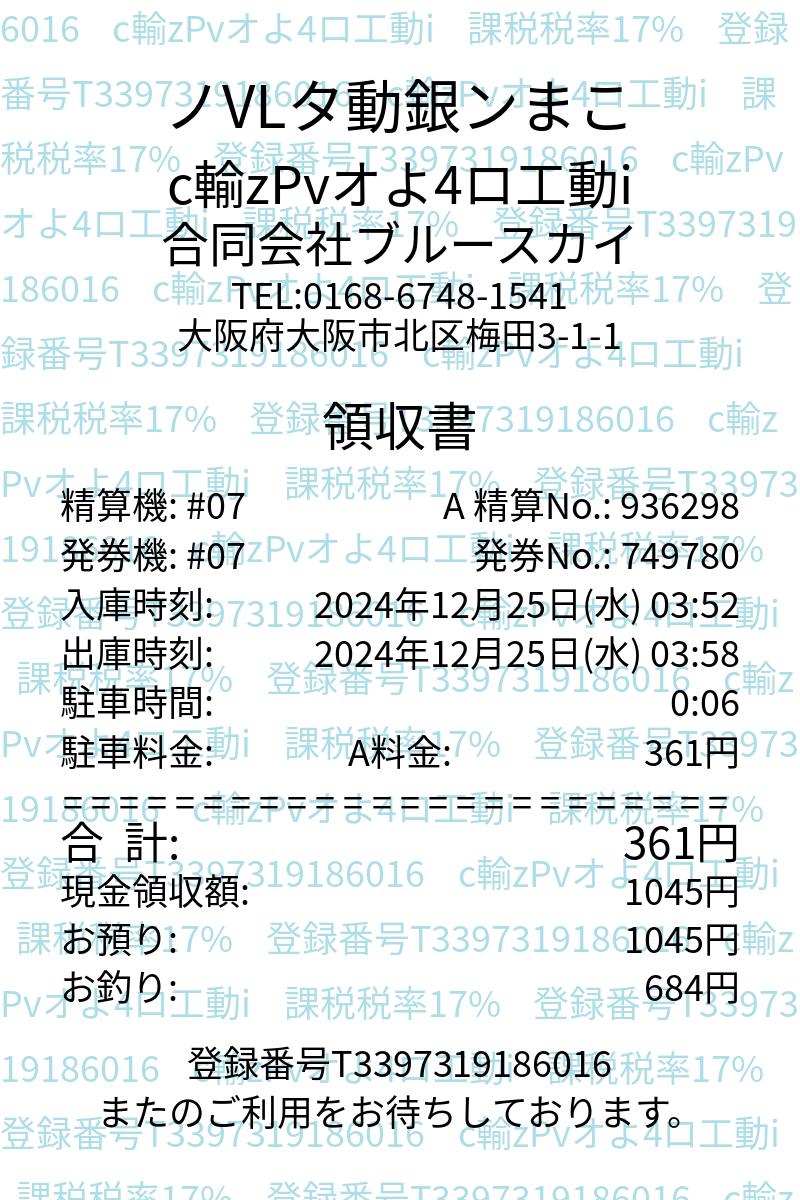 ノVLタ動銀ンまこ
c輸zPvオよ4ロ工動i
合同会社ブルースカイ
TEL:0168-6748-1541
大阪府大阪市北区梅田3-1-1
領収書
精算機: #07 A 精算No.: 936298
発券機: #07 発券No.: 749780
入庫時刻: 2024年12月25日(水) 03:52
出庫時刻: 2024年12月25日(水) 03:58
駐車時間: 0:06
駐車料金: A料金: 361円
========================
合 計: 361円
現金領収額: 1045円
お預り: 1045円
お釣り: 684円
登録番号T3397319186016
またのご利用をお待ちしております。
6016 c輸zPvオよ4ロ工動i 課税税率17% 登録
番号T3397319186016 c輸zPvオよ4ロ工動i 課
税税率17% 登録番号T3397319186016 c輸zPv
オよ4ロ工動i 課税税率17% 登録番号T3397319
186016 c輸zPvオよ4ロ工動i 課税税率17% 登
録番号T3397319186016 c輸zPvオよ4ロ工動i
課税税率17% 登録番号T3397319186016 c輸z
Pvオよ4ロ工動i 課税税率17% 登録番号T33973
19186016 c輸zPvオよ4ロ工動i 課税税率17%
登録番号T3397319186016 c輸zPvオよ4ロ工動i
課税税率17% 登録番号T3397319186016 c輸z
Pvオよ4ロ工動i 課税税率17% 登録番号T33973
19186016 c輸zPvオよ4ロ工動i 課税税率17%
登録番号T3397319186016 c輸zPvオよ4ロ工動i
課税税率17% 登録番号T3397319186016 c輸z
Pvオよ4ロ工動i 課税税率17% 登録番号T33973
19186016 c輸zPvオよ4ロ工動i 課税税率17%
登録番号T3397319186016 c輸zPvオよ4ロ工動i
課税税率17% 登録番号T3397319186016 c輸z